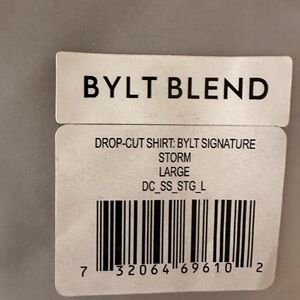 BYLT BLEND
DROP-CUT SHIRT: BYLT SIGNATURE
STORM
LARGE
DC_SS_STG_L
7 32064 69610 2